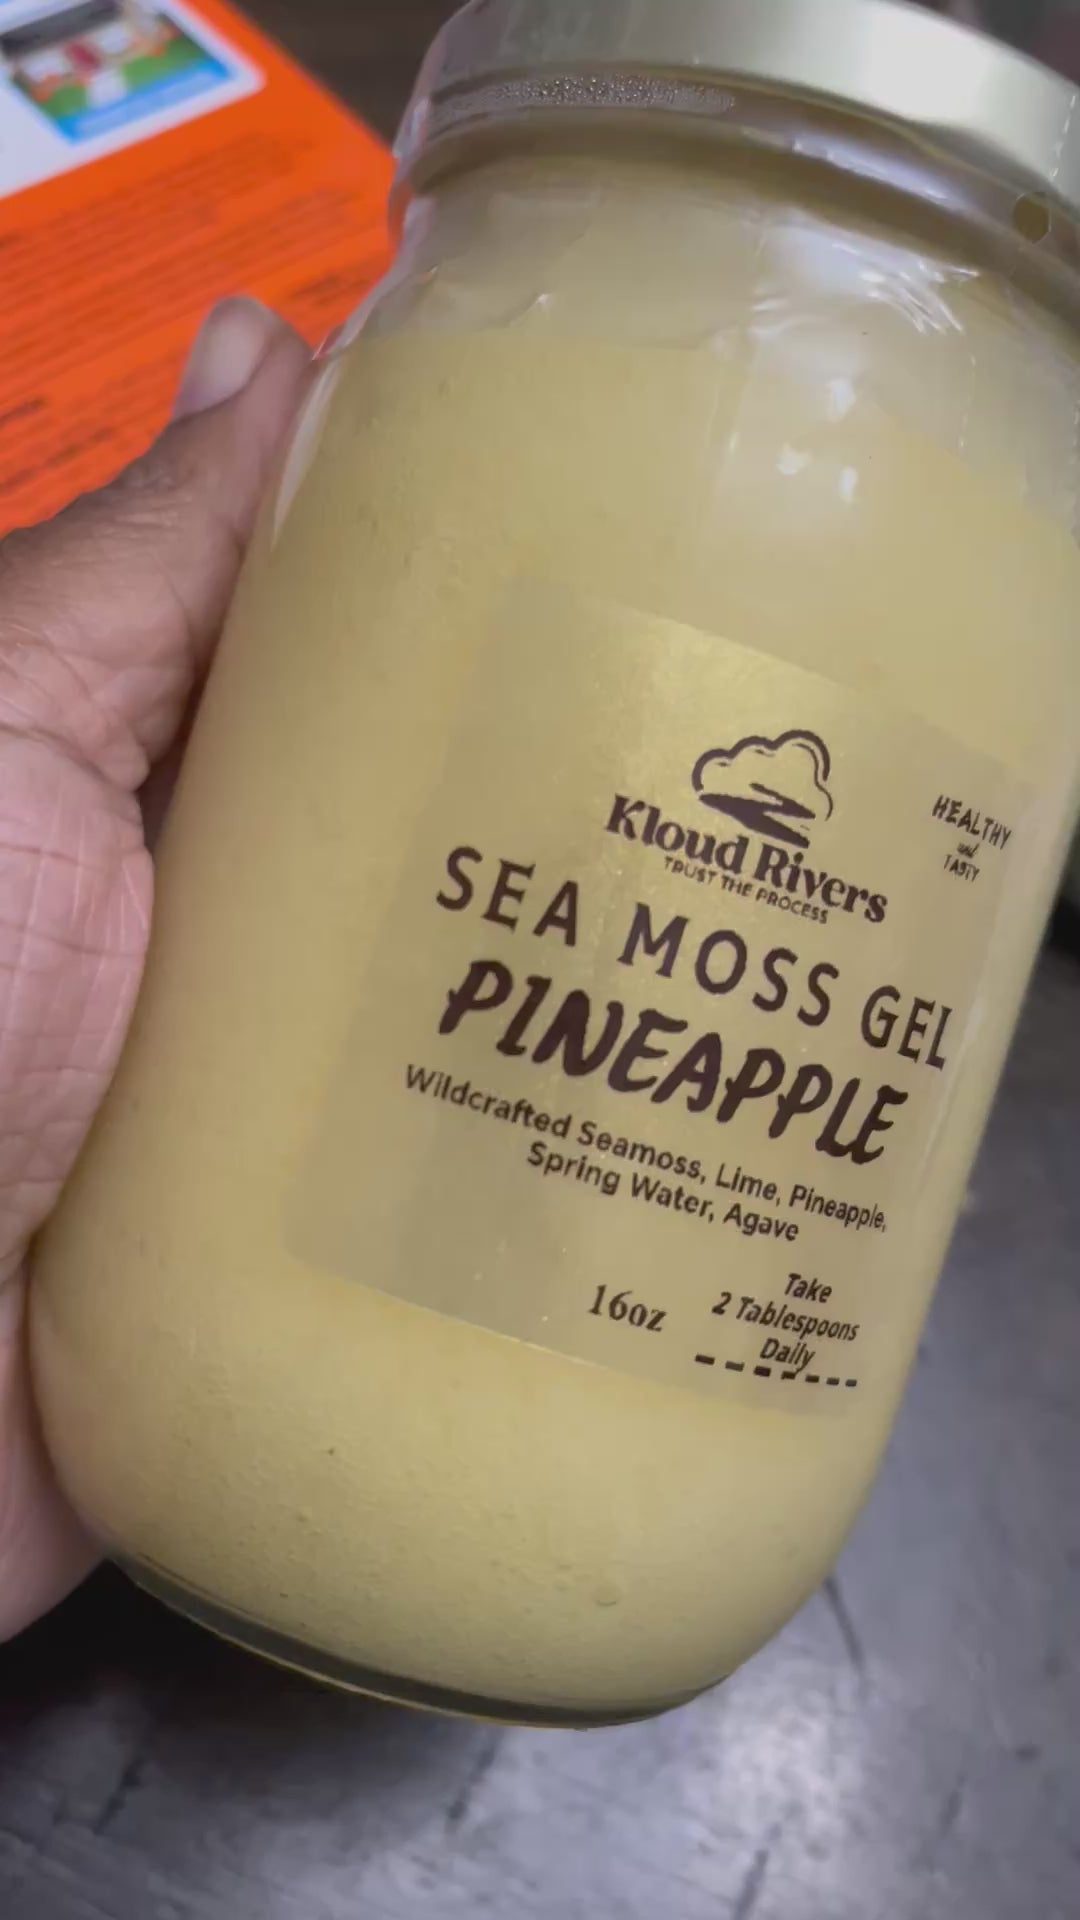 Kloud Rivers
TRUST THE PROCESS
HEALTHY
and
TASTY
SEA MOSS GEL
PINEAPPLE
Wildcrafted Seamoss, Lime, Pineapple,
Spring Water, Agave
16oz
Take
2 Tablespoons
Daily